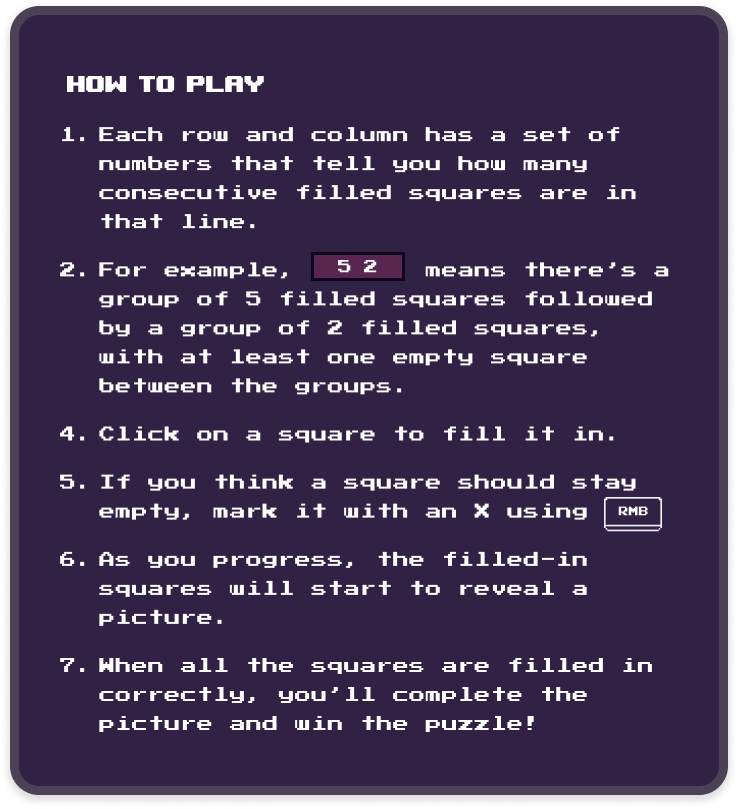 HOW TO PLAY
1. Each row and column has a set of
numbers that tell you how many
consecutive filled squares are in
that line.
2. For example, 5 2 means there's a
group of 5 filled squares followed
by a group of 2 filled squares,
with at least one empty square
between the groups.
4. Click on a square to fill it in.
5. If you think a square should stay
empty, mark it with an X using RMB
6. As you progress, the filled-in
squares will start to reveal a
picture.
7. When all the squares are filled in
correctly, you'll complete the
picture and win the puzzle!